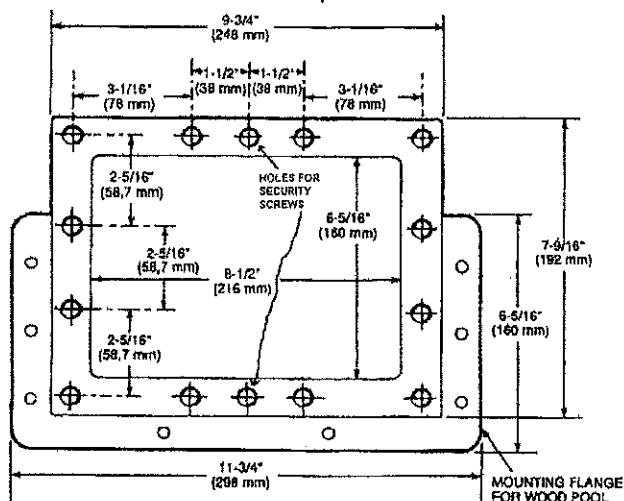 9-3/4"
(248 mm)
1-1/2" 1-1/2"
(38 mm) (38 mm)
3-1/16"
(78 mm)
3-1/16"
(78 mm)
HOLES FOR
SECURITY
SCREWS
2-5/16"
(58,7 mm)
6-5/16"
(160 mm)
7-9/16"
(192 mm)
2-5/16"
(58,7 mm)
8-1/2"
(216 mm)
6-5/16"
(160 mm)
2-5/16"
(58,7 mm)
11-3/4"
(298 mm)
MOUNTING FLANGE
FOR WOOD POOL